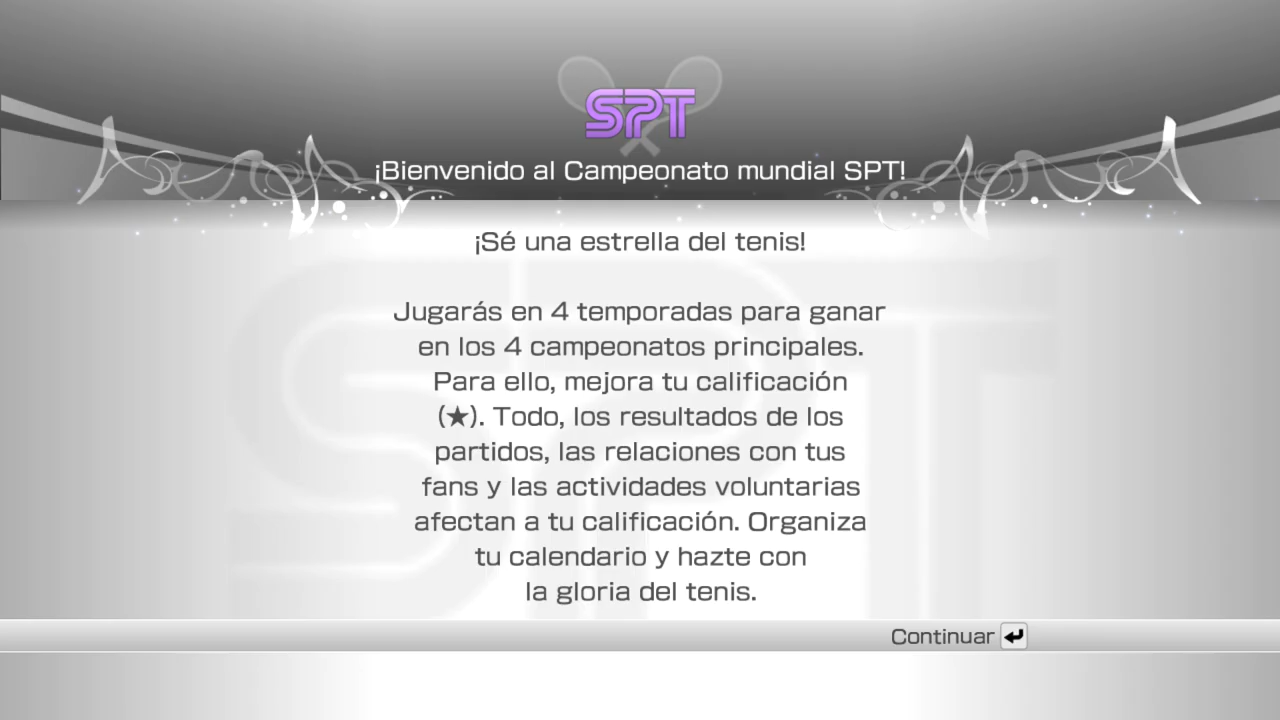 SPT
¡Bienvenido al Campeonato mundial SPT!
¡Sé una estrella del tenis!
Jugarás en 4 temporadas para ganar
en los 4 campeonatos principales.
Para ello, mejora tu calificación
(★). Todo, los resultados de los
partidos, las relaciones con tus
fans y las actividades voluntarias
afectan a tu calificación. Organiza
tu calendario y hazte con
la gloria del tenis.
Continuar ↵